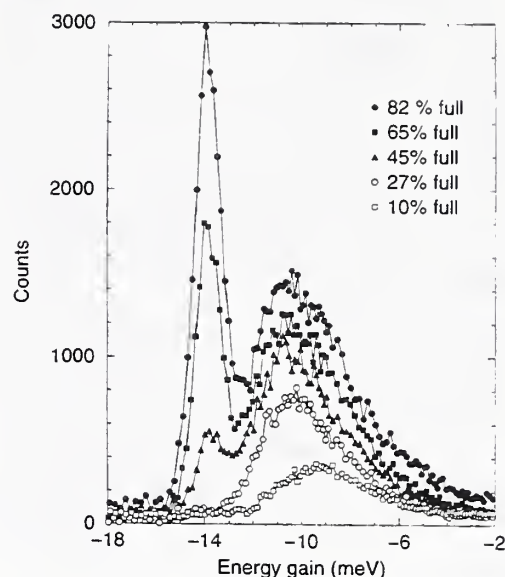 3000
2000
1000
0
Counts
82 % full
65% full
45% full
27% full
10% full
−18 −14 −10 −6 −2
Energy gain (meV)